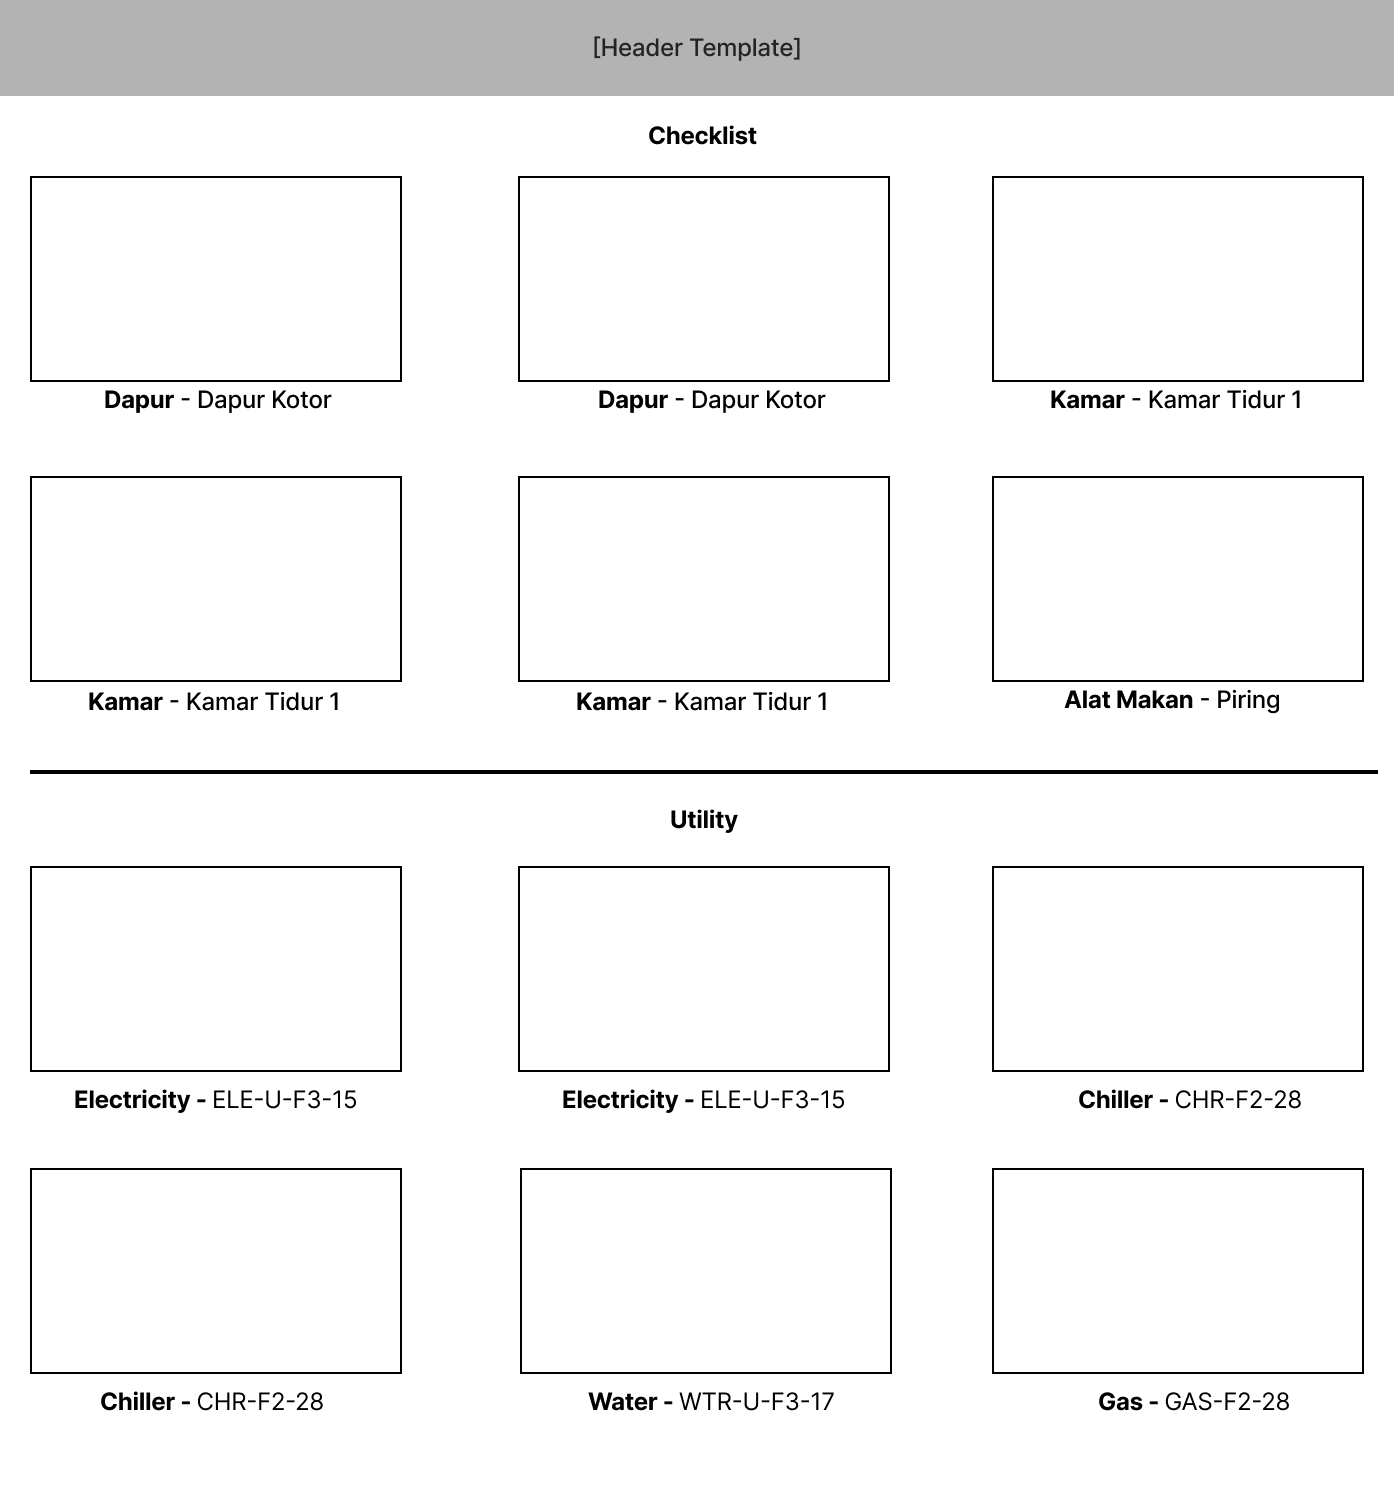 [Header Template]
Checklist
Dapur - Dapur Kotor
Dapur - Dapur Kotor
Kamar - Kamar Tidur 1
Kamar - Kamar Tidur 1
Kamar - Kamar Tidur 1
Alat Makan - Piring
Utility
Electricity - ELE-U-F3-15
Electricity - ELE-U-F3-15
Chiller - CHR-F2-28
Chiller - CHR-F2-28
Water - WTR-U-F3-17
Gas - GAS-F2-28